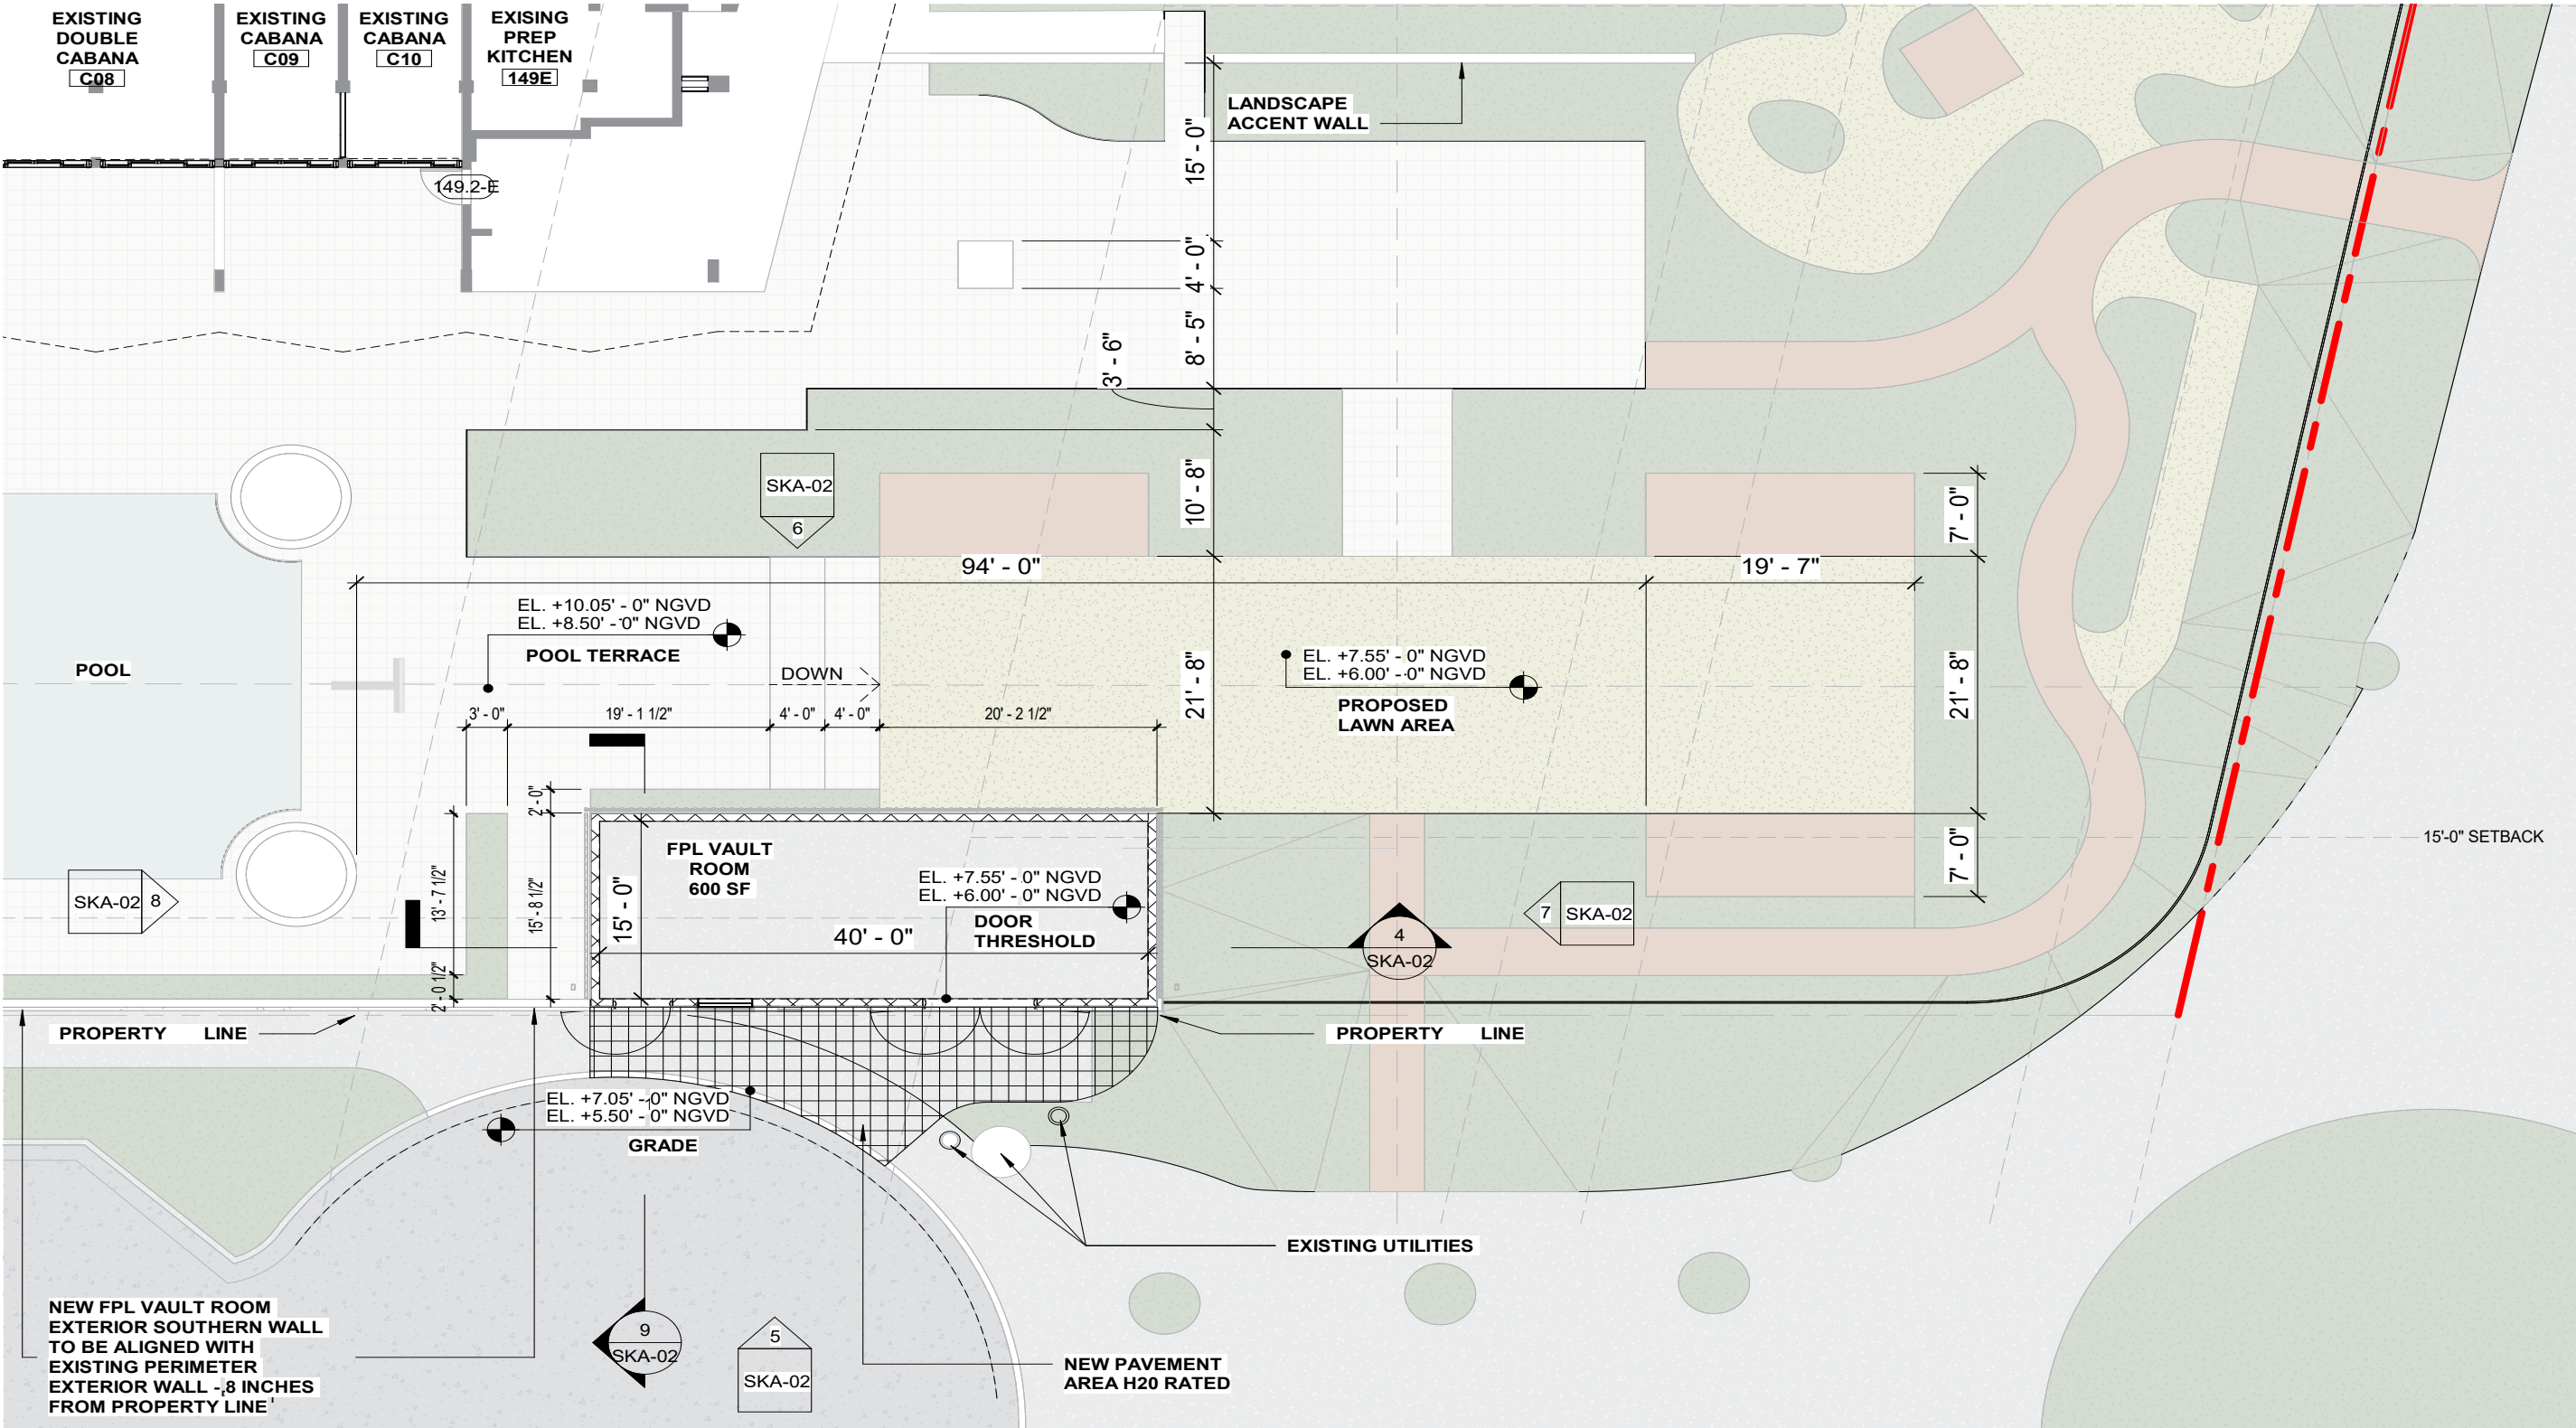 EXISTING
DOUBLE
CABANA
C08
EXISTING
CABANA
C09
EXISTING
CABANA
C10
EXISING
PREP
KITCHEN
149E
149.2-E
LANDSCAPE
ACCENT WALL
15' - 0"
4' - 0"
8' - 5"
3' - 6"
10' - 8"
21' - 8"
SKA-02
6
94' - 0"
19' - 7"
7' - 0"
21' - 8"
7' - 0"
EL. +10.05' - 0" NGVD
EL. +8.50' - 0" NGVD
POOL TERRACE
POOL
DOWN
EL. +7.55' - 0" NGVD
EL. +6.00' - 0" NGVD
PROPOSED
LAWN AREA
3' - 0"
19' - 1 1/2"
4' - 0"
4' - 0"
20' - 2 1/2"
2' - 0"
13' - 7 1/2"
15' - 8 1/2"
2' - 0 1/2"
FPL VAULT
ROOM
600 SF
15' - 0"
40' - 0"
EL. +7.55' - 0" NGVD
EL. +6.00' - 0" NGVD
DOOR
THRESHOLD
15'-0" SETBACK
SKA-02
8
7
SKA-02
4
SKA-02
PROPERTY LINE
PROPERTY LINE
EL. +7.05' - 0" NGVD
EL. +5.50' - 0" NGVD
GRADE
EXISTING UTILITIES
NEW FPL VAULT ROOM
EXTERIOR SOUTHERN WALL
TO BE ALIGNED WITH
EXISTING PERIMETER
EXTERIOR WALL - 8 INCHES
FROM PROPERTY LINE
9
SKA-02
5
SKA-02
NEW PAVEMENT
AREA H20 RATED